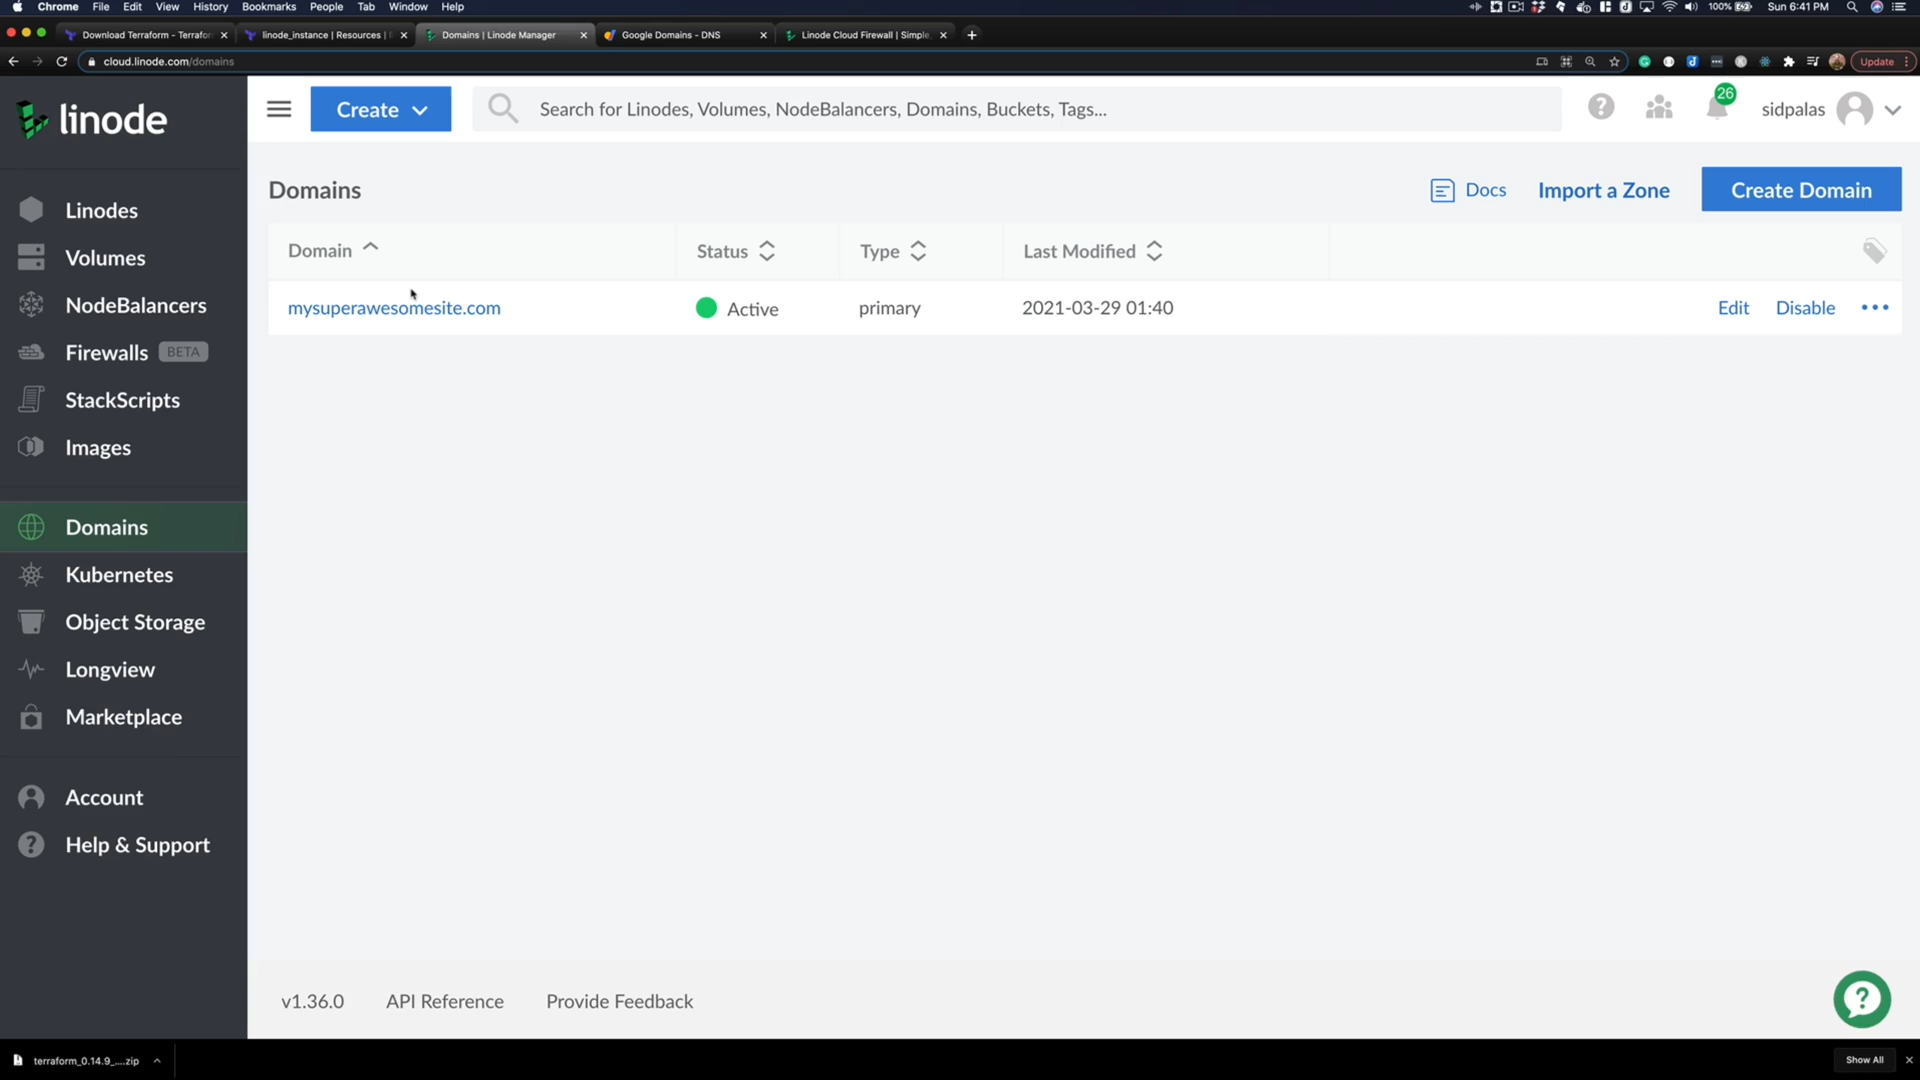 Chrome File Edit View History Bookmarks People Tab Window Help
100% Sun 6:41 PM
Download Terraform - Terrafor
linode_instance | Resources |
Domains | Linode Manager
Google Domains - DNS
Linode Cloud Firewall | Simple,
cloud.linode.com/domains
Update
linode
Create
Search for Linodes, Volumes, NodeBalancers, Domains, Buckets, Tags...
26
sidpalas
Linodes
Volumes
NodeBalancers
Firewalls BETA
StackScripts
Images
Domains
Kubernetes
Object Storage
Longview
Marketplace
Account
Help & Support
Domains
Docs
Import a Zone
Create Domain
Domain Status Type Last Modified
mysuperawesomesite.com Active primary 2021-03-29 01:40 Edit Disable
v1.36.0 API Reference Provide Feedback
terraform_0.14.9_....zip
Show All